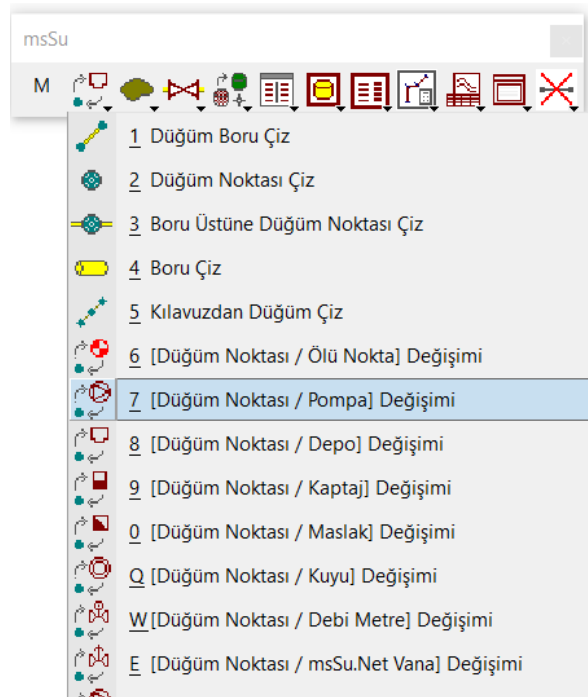 msSu
M
1 Düğüm Boru Çiz
2 Düğüm Noktası Çiz
3 Boru Üstüne Düğüm Noktası Çiz
4 Boru Çiz
5 Kılavuzdan Düğüm Çiz
6 [Düğüm Noktası / Ölü Nokta] Değişimi
7 [Düğüm Noktası / Pompa] Değişimi
8 [Düğüm Noktası / Depo] Değişimi
9 [Düğüm Noktası / Kaptaj] Değişimi
0 [Düğüm Noktası / Maslak] Değişimi
Q [Düğüm Noktası / Kuyu] Değişimi
W [Düğüm Noktası / Debi Metre] Değişimi
E [Düğüm Noktası / msSu.Net Vana] Değişimi